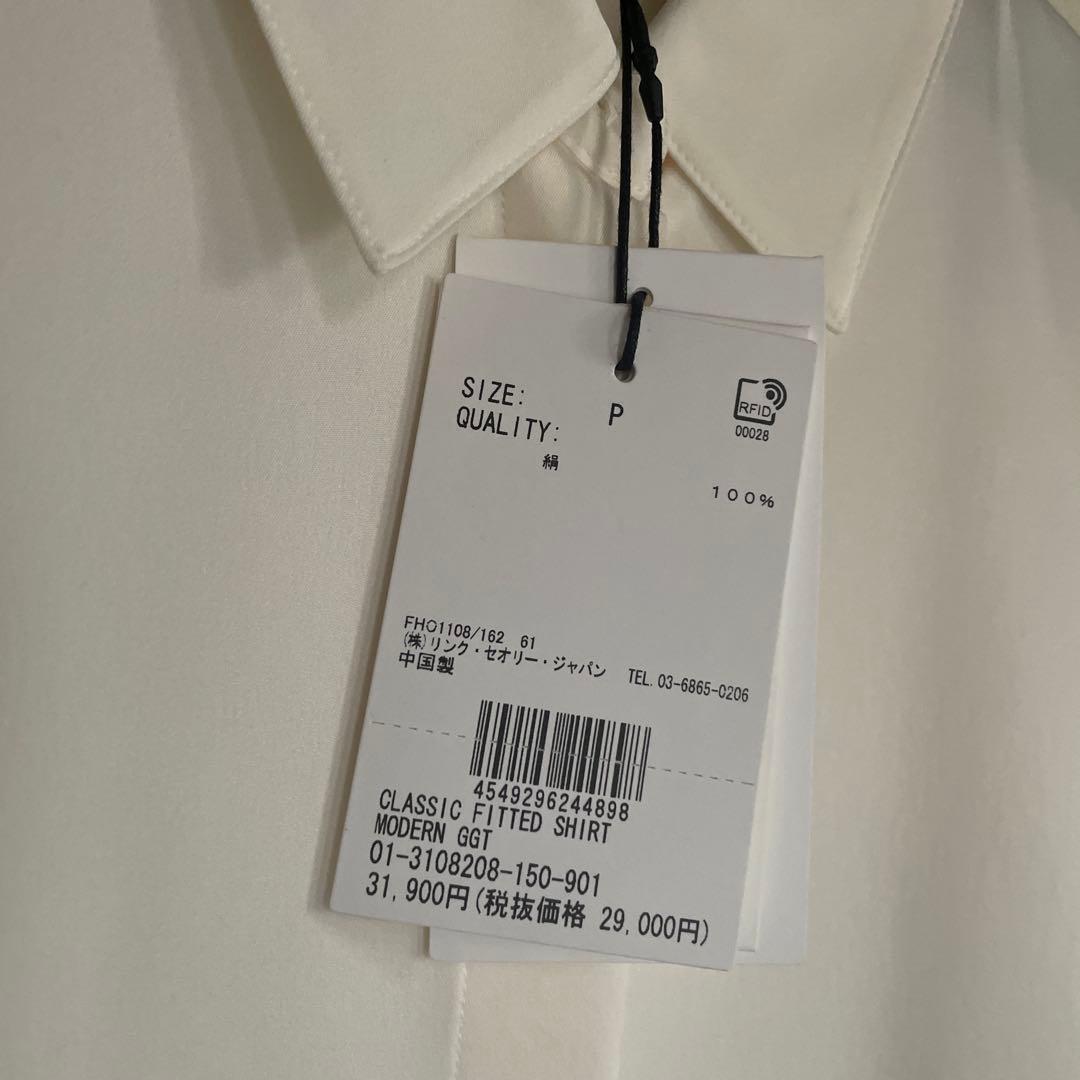 SIZE: P
QUALITY:
RFID
00028
絹 100%
FH01108/162 61
(株)リンク・セオリー・ジャパン TEL.03-6865-0206
中国製
4549296244898
CLASSIC FITTED SHIRT
MODERN GGT
01-3108208-150-901
31,900円(税抜価格 29,000円)